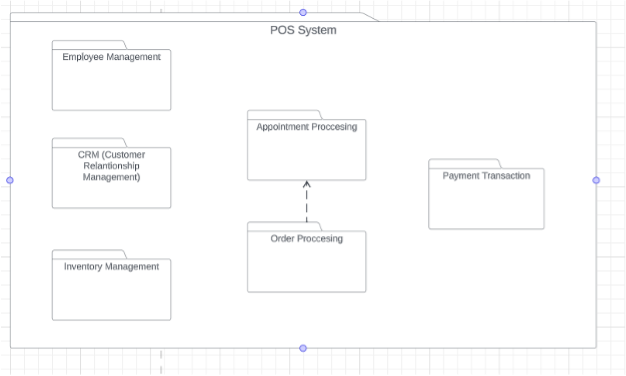 POS System
Employee Management
CRM (Customer
Relantionship
Management)
Inventory Management
Appointment Proccesing
Order Proccesing
Payment Transaction